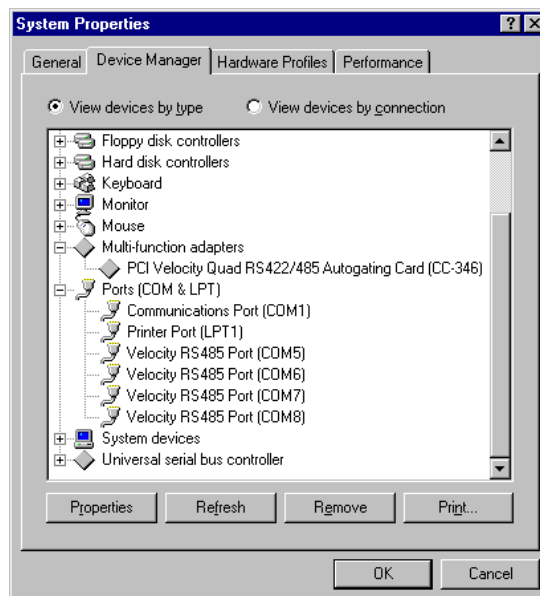 System Properties
General Device Manager Hardware Profiles Performance
View devices by type View devices by connection
Floppy disk controllers
Hard disk controllers
Keyboard
Monitor
Mouse
Multi-function adapters
PCI Velocity Quad RS422/485 Autogating Card (CC-346)
Ports (COM & LPT)
Communications Port (COM1)
Printer Port (LPT1)
Velocity RS485 Port (COM5)
Velocity RS485 Port (COM6)
Velocity RS485 Port (COM7)
Velocity RS485 Port (COM8)
System devices
Universal serial bus controller
Properties Refresh Remove Print...
OK Cancel